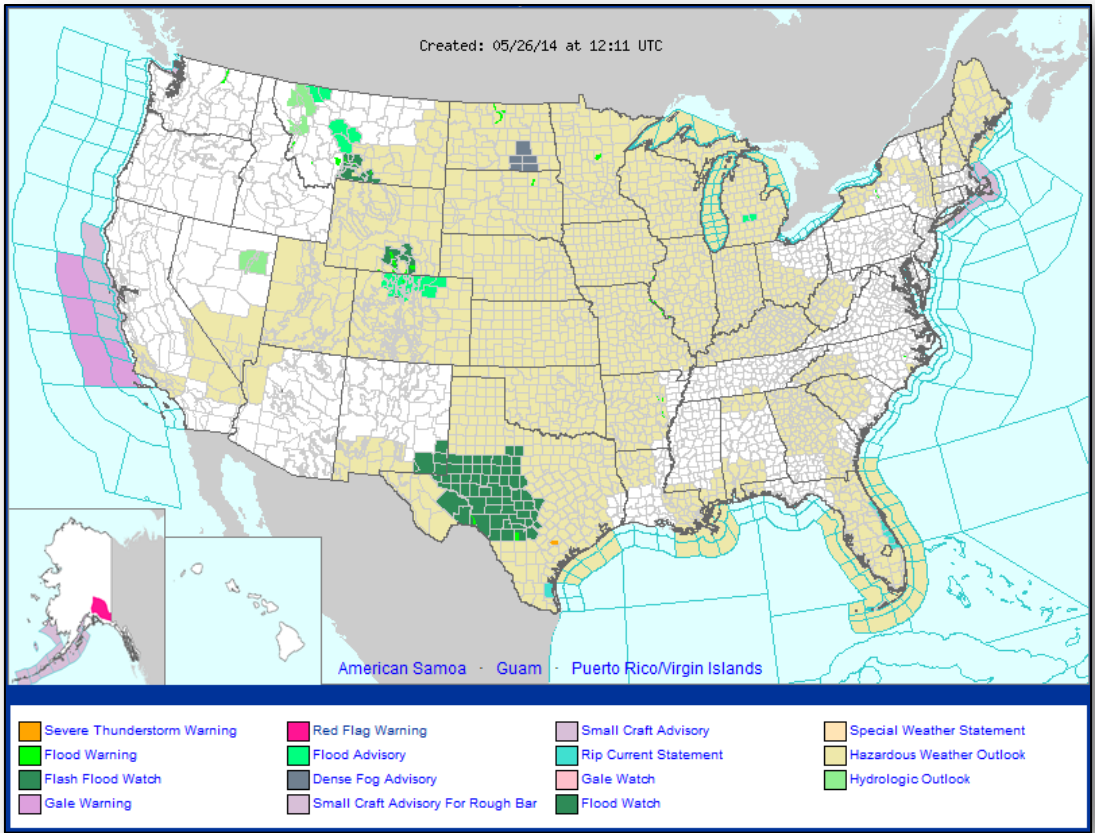 Created: 05/26/14 at 12:11 UTC
American Samoa - Guam - Puerto Rico/Virgin Islands
Severe Thunderstorm Warning
Flood Warning
Flash Flood Watch
Gale Warning
Red Flag Warning
Flood Advisory
Dense Fog Advisory
Small Craft Advisory For Rough Bar
Small Craft Advisory
Rip Current Statement
Gale Watch
Flood Watch
Special Weather Statement
Hazardous Weather Outlook
Hydrologic Outlook